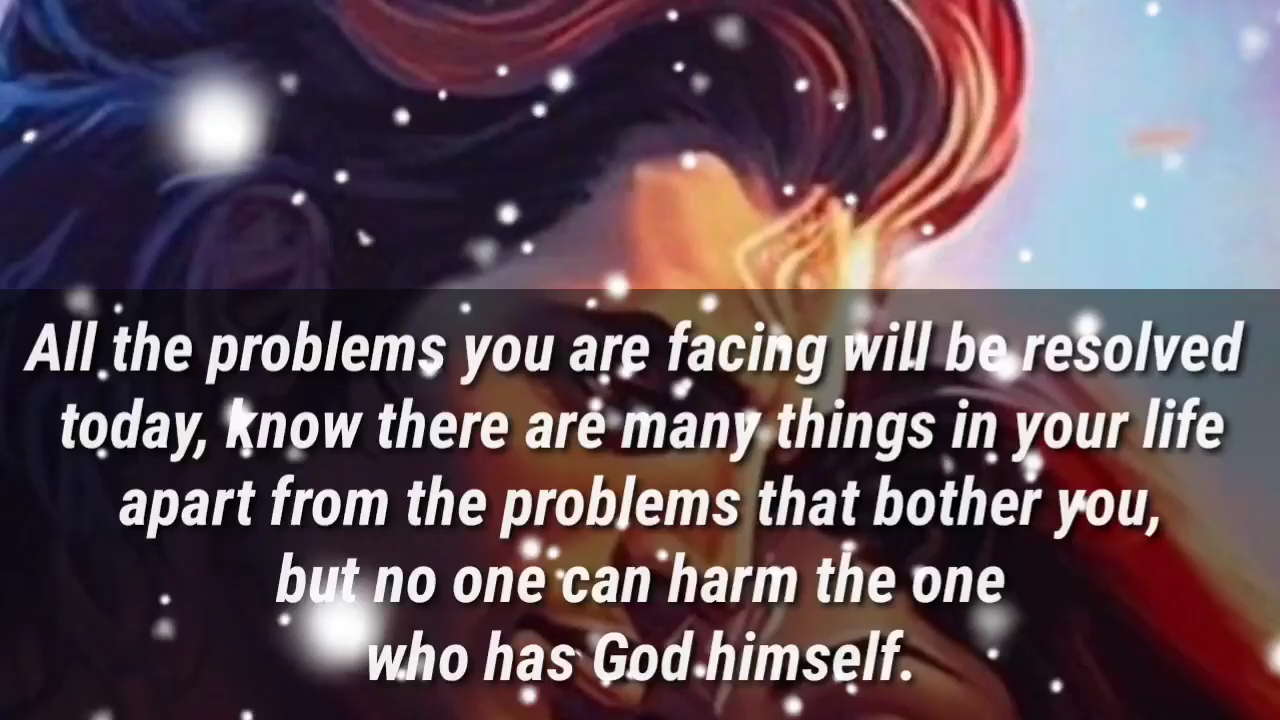 All the problems you are facing will be resolved
today, know there are many things in your life
apart from the problems that bother you,
but no one can harm the one
who has God himself.